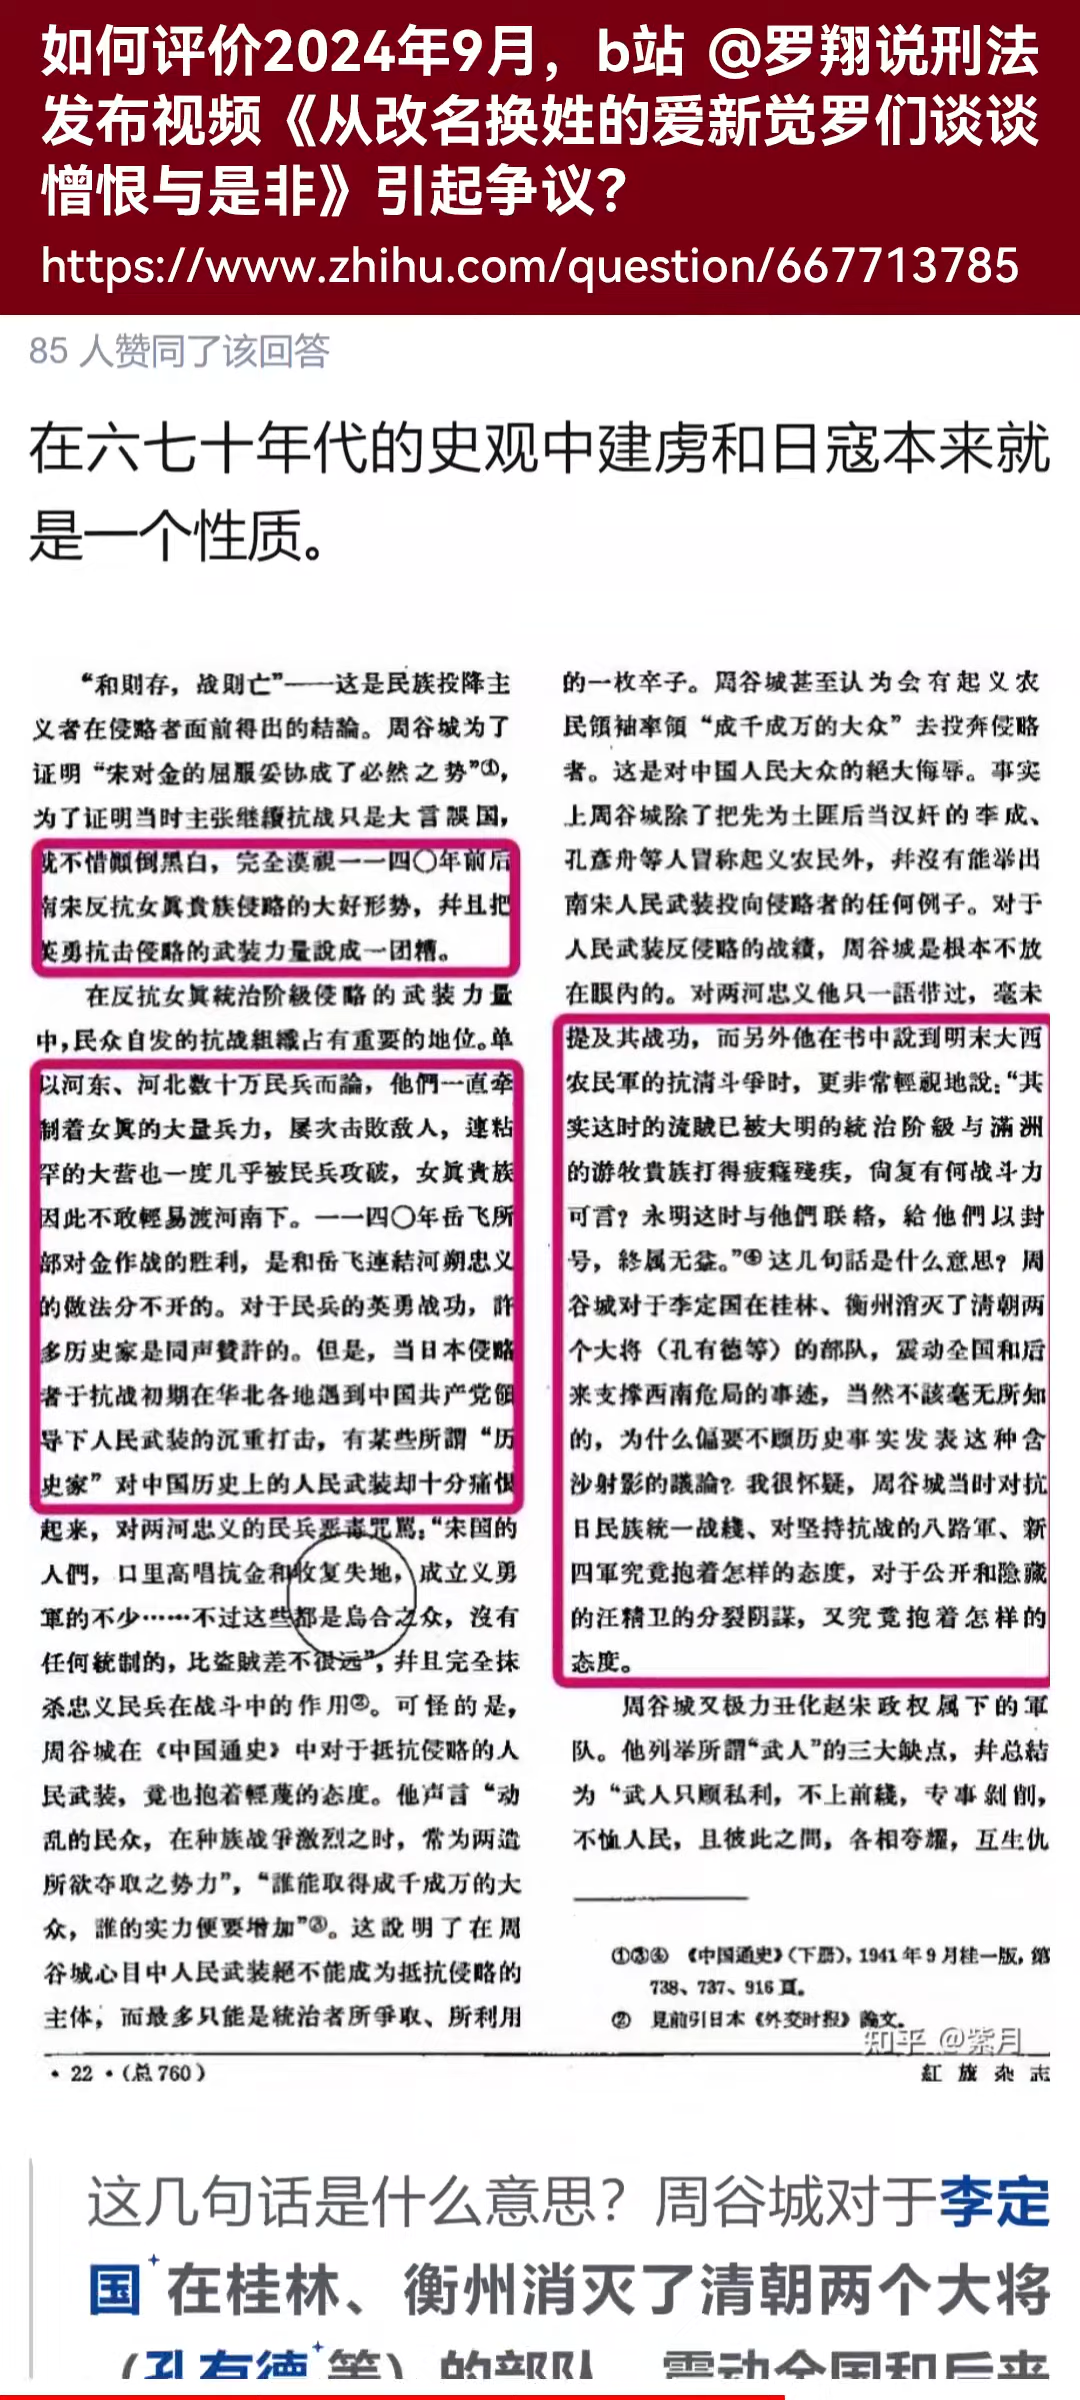 如何评价2024年9月，b站 @罗翔说刑法
发布视频《从改名换姓的爱新觉罗们谈谈
憎恨与是非》引起争议？
https://www.zhihu.com/question/667713785
85 人赞同了该回答
在六七十年代的史观中建虏和日寇本来就
是一个性质。
“和則存，战則亡”——这是民族投降主
义者在侵略者面前得出的結論。周谷城为了
证明“宋对金的屈服妥协成了必然之势”①，
为了证明当时主张继續抗战只是大言誤国，
就不惜顚倒黑白，完全漠視一一四〇年前后
南宋反抗女眞貴族侵略的大好形势，幷且把
英勇抗击侵略的武装力量說成一团糟。
在反抗女眞統治阶級侵略的武装力量
中，民众自发的抗战組織占有重要的地位。单
以河东、河北数十万民兵而論，他們一直牵
制着女眞的大量兵力，屡次击敗敌人，連粘
罕的大营也一度几乎被民兵攻破，女眞貴族
因此不敢輕易渡河南下。一一四〇年岳飞所
部对金作战的胜利，是和岳飞連結河朔忠义
的做法分不开的。对于民兵的英勇战功，許
多历史家是同声贊許的。但是，当日本侵略
者于抗战初期在华北各地遇到中国共产党領
导下人民武装的沉重打击，有某些所謂“历
史家”对中国历史上的人民武装却十分痛恨
起来，对两河忠义的民兵恶毒咒駡：“宋国的
人們，口里高唱抗金和收复失地，成立义勇
軍的不少……不过这些都是烏合之众，沒有
任何統制的，比盜賊差不很远”，幷且完全抹
杀忠义民兵在战斗中的作用②。可怪的是，
周谷城在《中国通史》中对于抵抗侵略的人
民武装，竟也抱着輕蔑的态度。他声言“动
乱的民众，在种族战爭激烈之时，常为两造
所欲夺取之势力”，“誰能取得成千成万的大
众，誰的实力便要增加”③。这說明了在周
谷城心目中人民武装絕不能成为抵抗侵略的
主体，而最多只能是統治者所爭取、所利用
的一枚卒子。周谷城甚至认为会有起义农
民領袖率領“成千成万的大众”去投奔侵略
者。这是对中国人民大众的絕大侮辱。事实
上周谷城除了把先为土匪后当汉奸的李成、
孔彥舟等人冒称起义农民外，幷沒有能举出
南宋人民武装投向侵略者的任何例子。对于
人民武装反侵略的战績，周谷城是根本不放
在眼內的。对两河忠义他只一語带过，毫未
提及其战功，而另外他在书中說到明末大西
农民軍的抗清斗爭时，更非常輕視地說：“其
实这时的流賊已被大明的統治阶級与滿洲
的游牧貴族打得疲癃殘疾，尙复有何战斗力
可言？永明这时与他們联絡，給他們以封
号，終属无益。”④这几句話是什么意思？周
谷城对于李定国在桂林、衡州消灭了清朝两
个大将（孔有德等）的部队，震动全国和后
来支撑西南危局的事迹，当然不該毫无所知
的，为什么偏要不顾历史事实发表这种含
沙射影的議論？我很怀疑，周谷城当时对抗
日民族統一战綫、对坚持抗战的八路軍、新
四軍究竟抱着怎样的态度，对于公开和隐藏
的汪精卫的分裂阴謀，又究竟抱着怎样的
态度。
周谷城又极力丑化赵宋政权属下的軍
队。他列举所謂“武人”的三大缺点，幷总結
为“武人只顾私利，不上前綫，专事剝削，
不恤人民，且彼此之間，各相夸耀，互生仇
①③④ 《中国通史》（下册），1941年9月桂一版，第
738、737、916頁。
② 見前引日本《外交时报》論文。
知乎 @紫月
·22·（总760）
紅旗杂志
这几句话是什么意思？周谷城对于李定
国在桂林、衡州消灭了清朝两个大将
（孔有德等）的部队，震动全国和后来